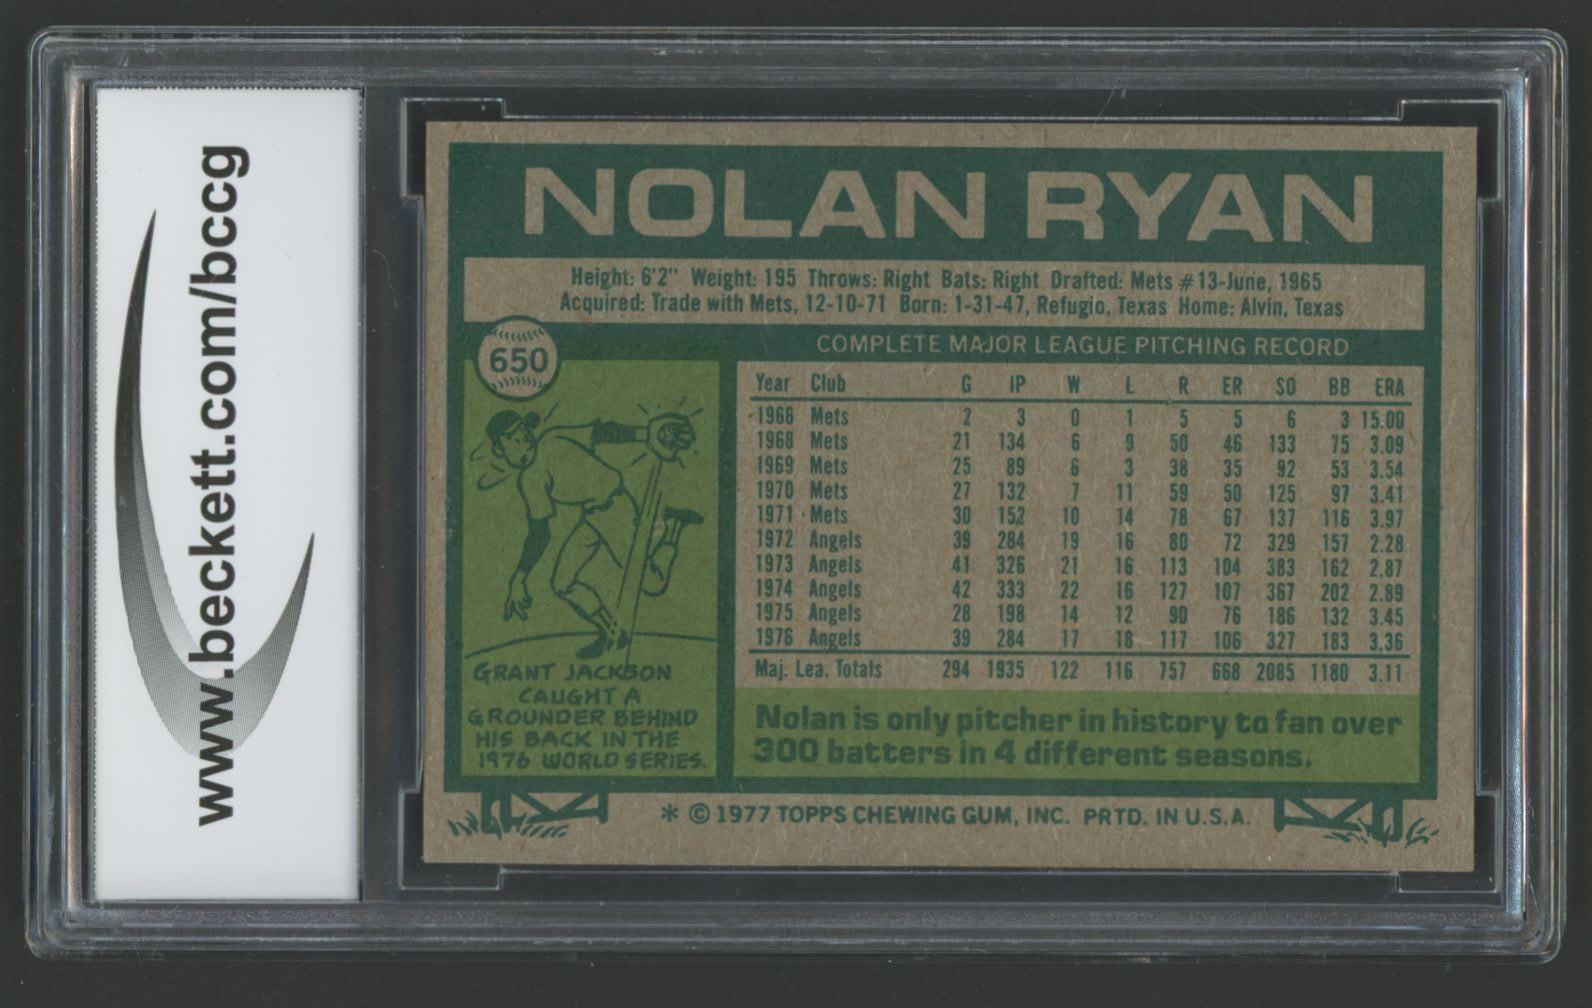 www.beckett.com/bccg
NOLAN RYAN
Height: 6'2" Weight: 195 Throws: Right Bats: Right Drafted: Mets #13-June, 1965
Acquired: Trade with Mets, 12-10-71 Born: 1-31-47, Refugio, Texas Home: Alvin, Texas
650
COMPLETE MAJOR LEAGUE PITCHING RECORD
Year Club G IP W L R ER SO BB ERA
1966 Mets 2 3 0 1 5 5 6 3 15.00
1968 Mets 21 134 6 9 50 46 133 75 3.09
1969 Mets 25 89 6 3 38 35 92 53 3.54
1970 Mets 27 132 7 11 59 50 125 97 3.41
1971 Mets 30 152 10 14 78 67 137 116 3.97
1972 Angels 39 284 19 16 80 72 329 157 2.28
1973 Angels 41 326 21 16 113 104 383 162 2.87
1974 Angels 42 333 22 16 127 107 367 202 2.89
1975 Angels 28 198 14 12 90 76 186 132 3.45
1976 Angels 39 284 17 18 117 106 327 183 3.36
Maj. Lea. Totals 294 1935 122 116 757 668 2085 1180 3.11
GRANT JACKSON
CAUGHT A
GROUNDER BEHIND
HIS BACK IN THE
1976 WORLD SERIES.
Nolan is only pitcher in history to fan over
300 batters in 4 different seasons.
* © 1977 TOPPS CHEWING GUM, INC. PRTD. IN U.S.A.